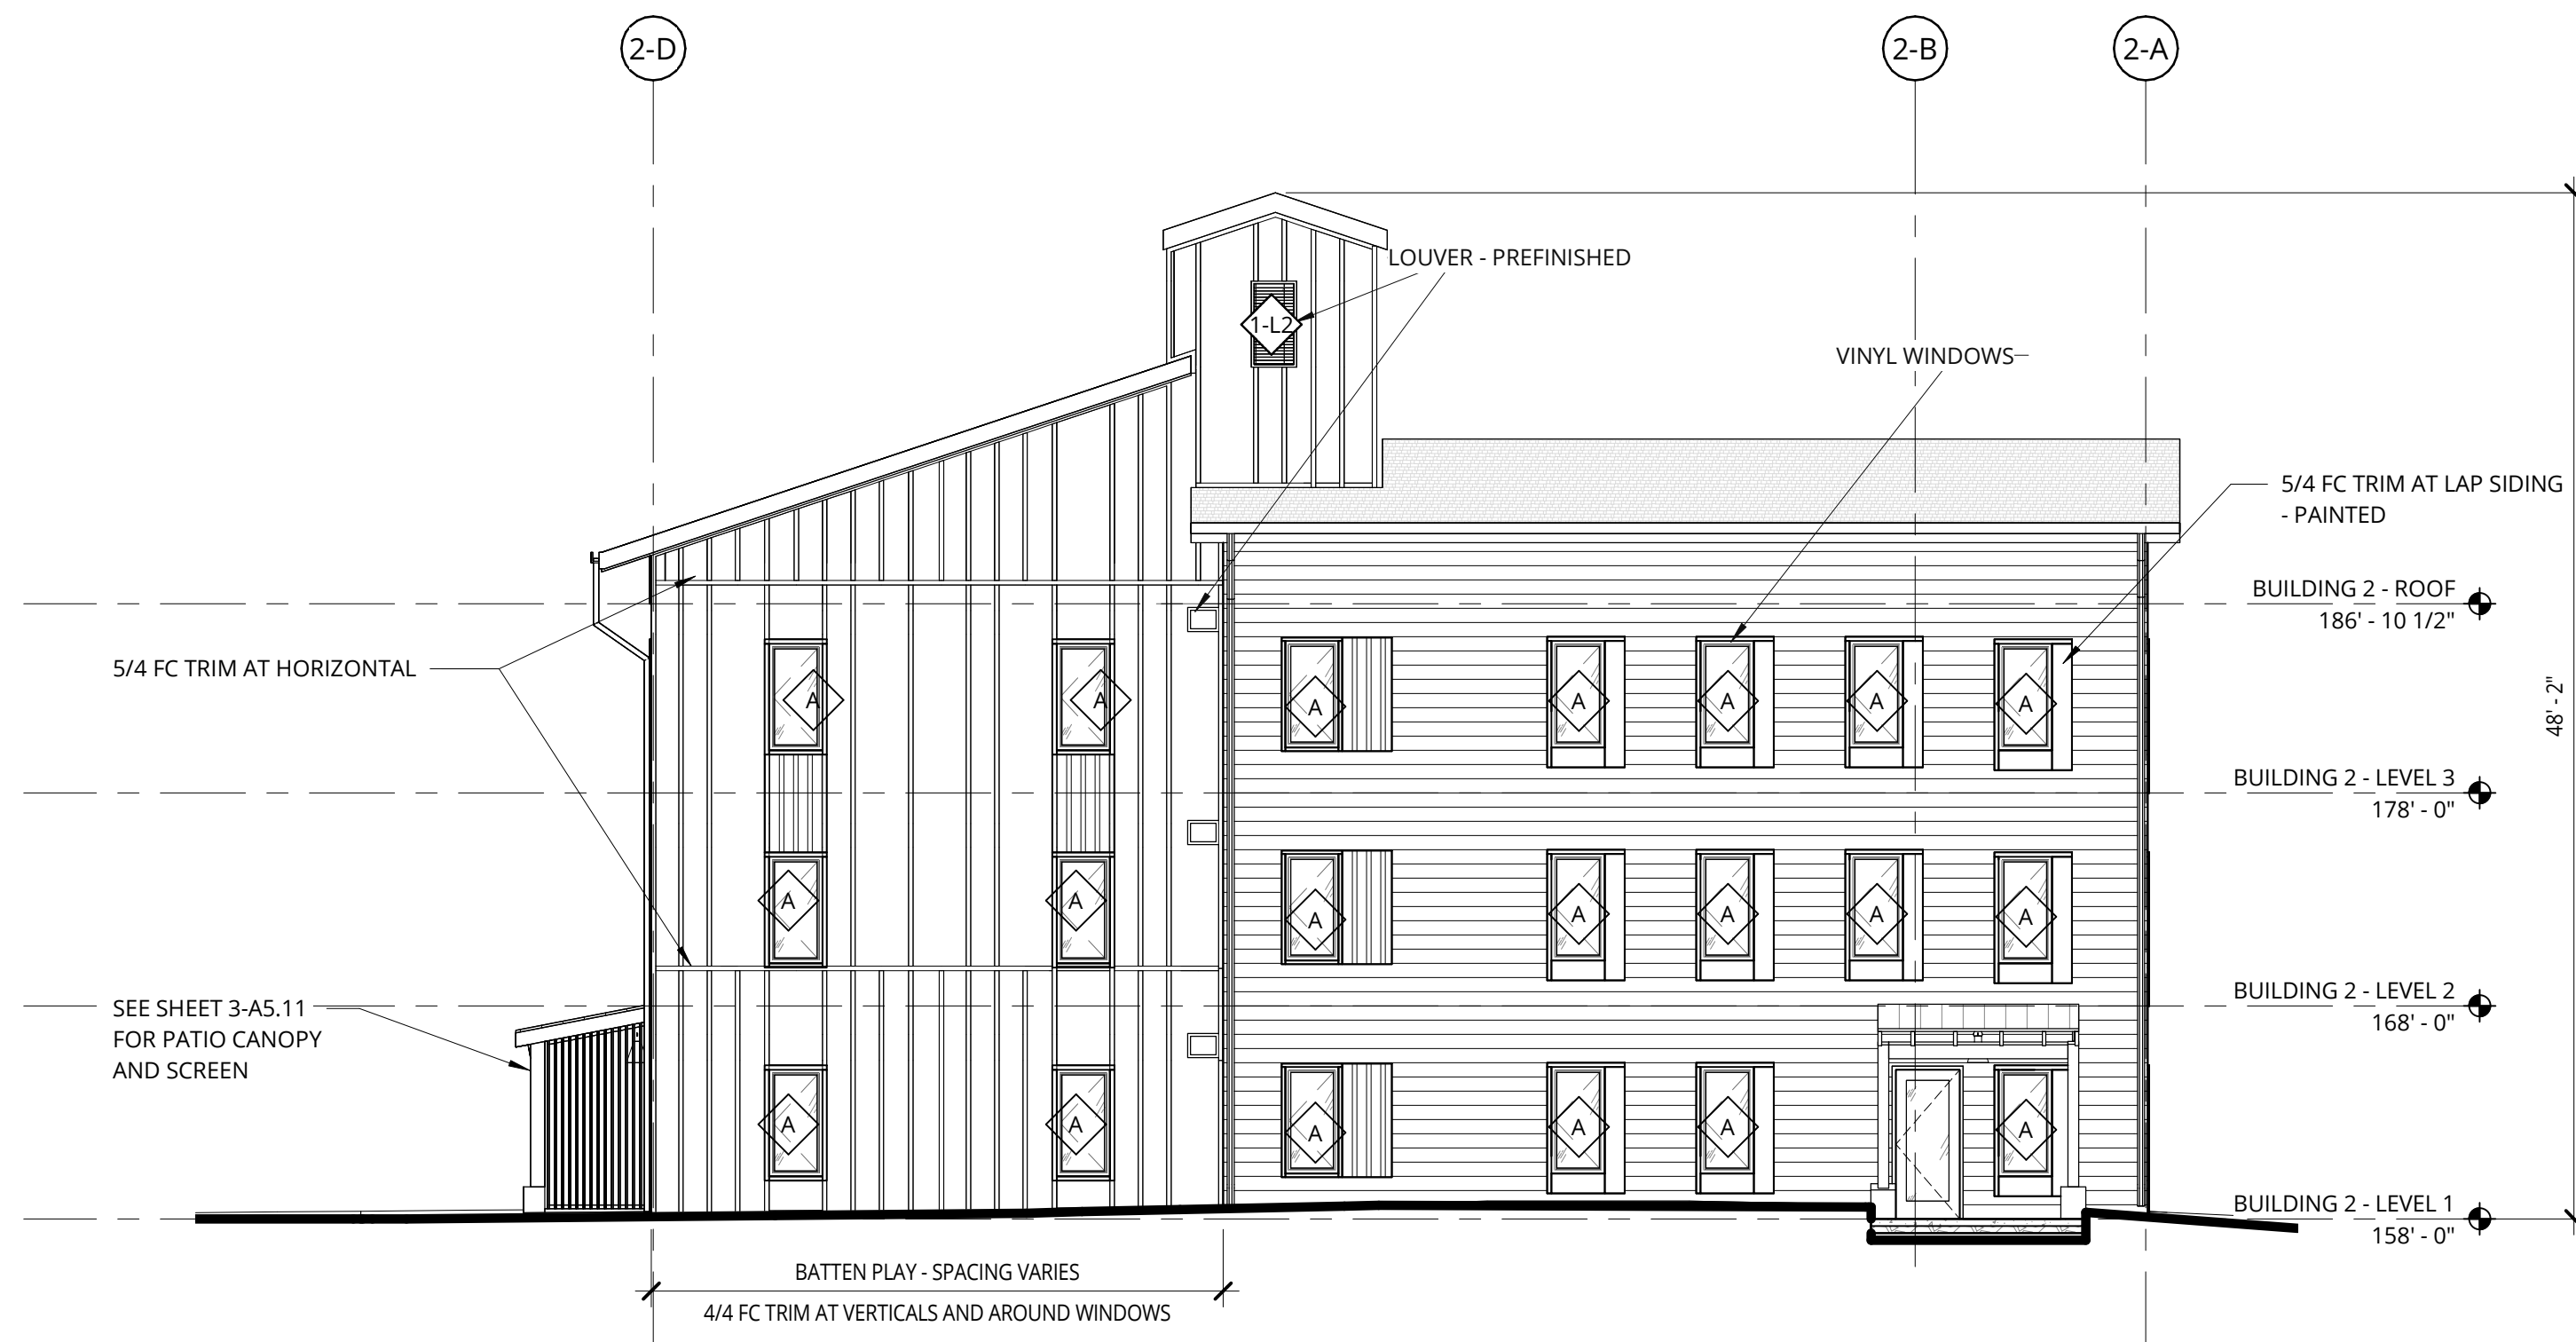 2-D
2-B
2-A
LOUVER - PREFINISHED
1-L2
VINYL WINDOWS
5/4 FC TRIM AT LAP SIDING
- PAINTED
BUILDING 2 - ROOF
186' - 10 1/2"
5/4 FC TRIM AT HORIZONTAL
48' - 2"
A
A
A
A
A
A
A
BUILDING 2 - LEVEL 3
178' - 0"
A
A
A
A
A
A
A
BUILDING 2 - LEVEL 2
168' - 0"
SEE SHEET 3-A5.11
FOR PATIO CANOPY
AND SCREEN
A
A
A
A
A
A
BUILDING 2 - LEVEL 1
158' - 0"
BATTEN PLAY - SPACING VARIES
4/4 FC TRIM AT VERTICALS AND AROUND WINDOWS